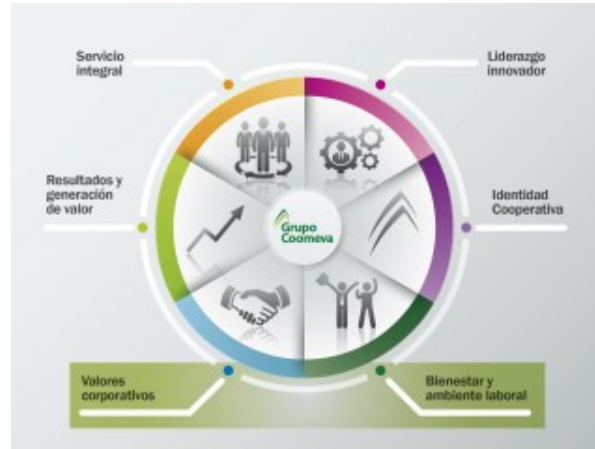 Servicio
integral
Liderazgo
innovador
Resultados y
generación
de valor
Identidad
Cooperativa
Grupo
Coomeva
Valores
corporativos
Bienestar y
ambiente laboral